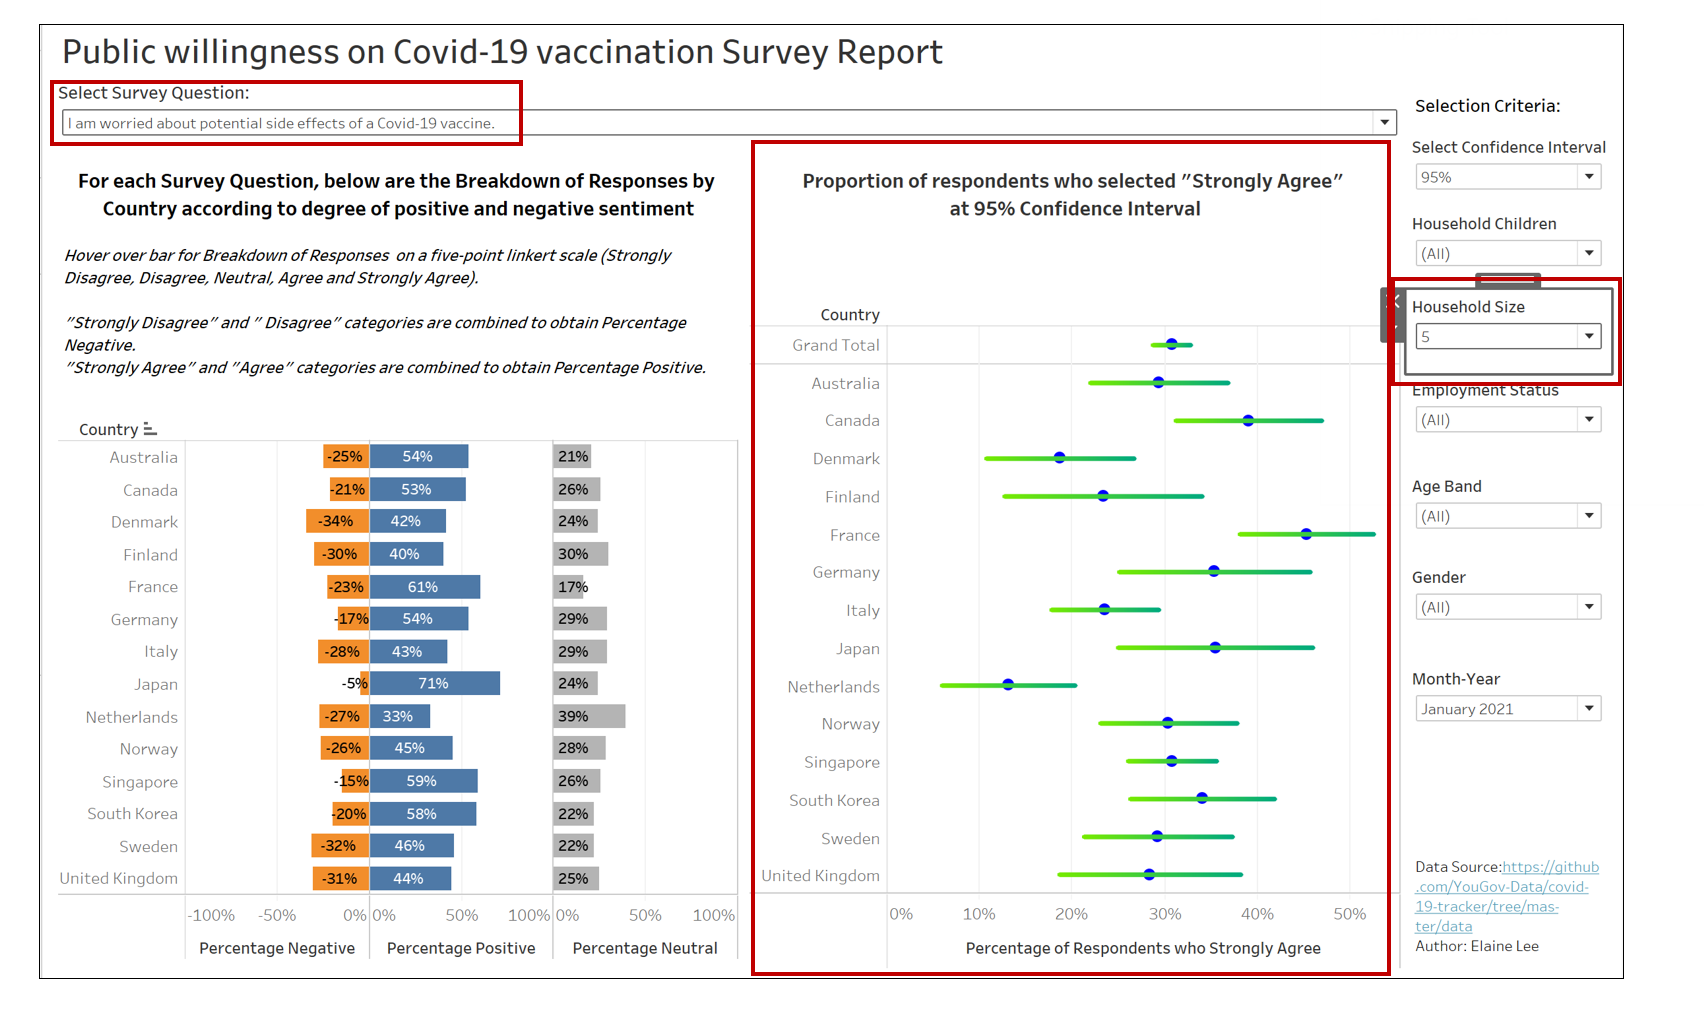 Public willingness on Covid-19 vaccination Survey Report
Select Survey Question:
I am worried about potential side effects of a Covid-19 vaccine.
For each Survey Question, below are the Breakdown of Responses by
Country according to degree of positive and negative sentiment
Hover over bar for Breakdown of Responses on a five-point linkert scale (Strongly
Disagree, Disagree, Neutral, Agree and Strongly Agree).
"Strongly Disagree" and " Disagree" categories are combined to obtain Percentage
Negative.
"Strongly Agree" and "Agree" categories are combined to obtain Percentage Positive.
Country
Australia -25% 54% 21%
Canada -21% 53% 26%
Denmark -34% 42% 24%
Finland -30% 40% 30%
France -23% 61% 17%
Germany -17% 54% 29%
Italy -28% 43% 29%
Japan -5% 71% 24%
Netherlands -27% 33% 39%
Norway -26% 45% 28%
Singapore -15% 59% 26%
South Korea -20% 58% 22%
Sweden -32% 46% 22%
United Kingdom -31% 44% 25%
-100% -50% 0% 0% 50% 100% 0% 50% 100%
Percentage Negative Percentage Positive Percentage Neutral
Proportion of respondents who selected "Strongly Agree"
at 95% Confidence Interval
Country
Grand Total
Australia
Canada
Denmark
Finland
France
Germany
Italy
Japan
Netherlands
Norway
Singapore
South Korea
Sweden
United Kingdom
0% 10% 20% 30% 40% 50%
Percentage of Respondents who Strongly Agree
Selection Criteria:
Select Confidence Interval
95%
Household Children
(All)
Household Size
5
Employment Status
(All)
Age Band
(All)
Gender
(All)
Month-Year
January 2021
Data Source:https://github
.com/YouGov-Data/covid-
19-tracker/tree/mas-
ter/data
Author: Elaine Lee